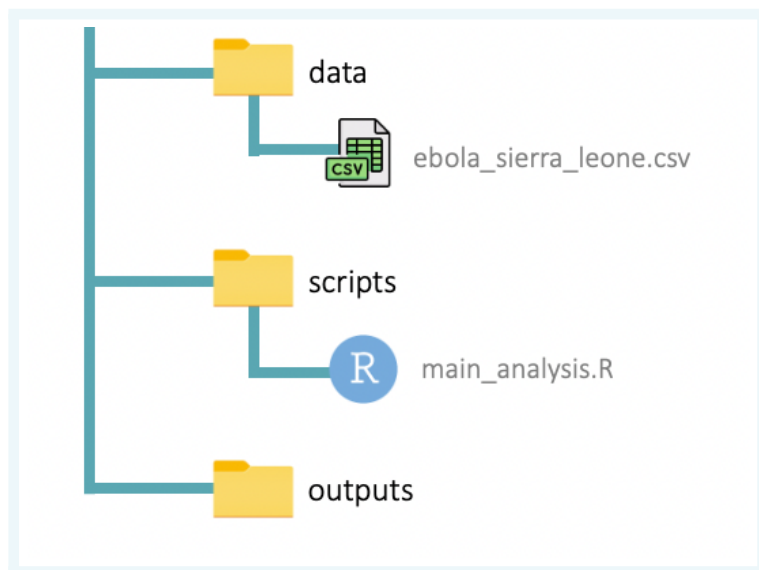 data
CSV
ebola_sierra_leone.csv
scripts
R
main_analysis.R
outputs